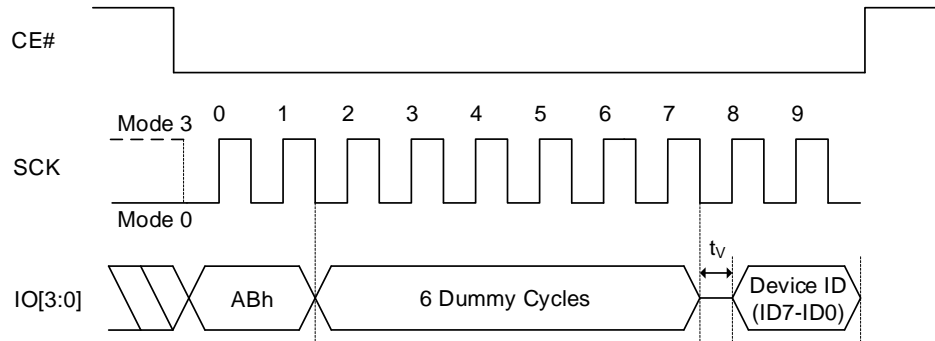 CE#
0 1 2 3 4 5 6 7 8 9
Mode 3
SCK
Mode 0
tV
IO[3:0]
ABh
6 Dummy Cycles
Device ID
(ID7-ID0)